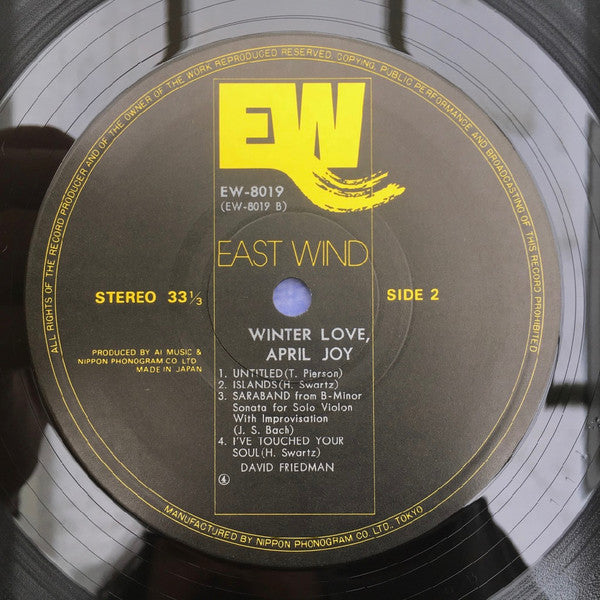 ALL RIGHTS OF THE RECORD PRODUCER AND OF THE OWNER OF THE WORK REPRODUCED RESERVED. COPYING, PUBLIC PERFORMANCE AND BROADCASTING OF THIS RECORD PROHIBITED
EW
EW-8019
(EW-8019 B)
EAST WIND
STEREO 33 1/3
SIDE 2
WINTER LOVE,
APRIL JOY
PRODUCED BY AI MUSIC &
NIPPON PHONOGRAM CO. LTD.
MADE IN JAPAN
1. UNTITLED (T. Pierson)
2. ISLANDS (H. Swartz)
3. SARABAND from B-Minor
Sonata for Solo Violon
With Improvisation
(J. S. Bach)
4. I'VE TOUCHED YOUR
SOUL (H. Swartz)
DAVID FRIEDMAN
④
MANUFACTURED BY NIPPON PHONOGRAM CO. LTD., TOKYO